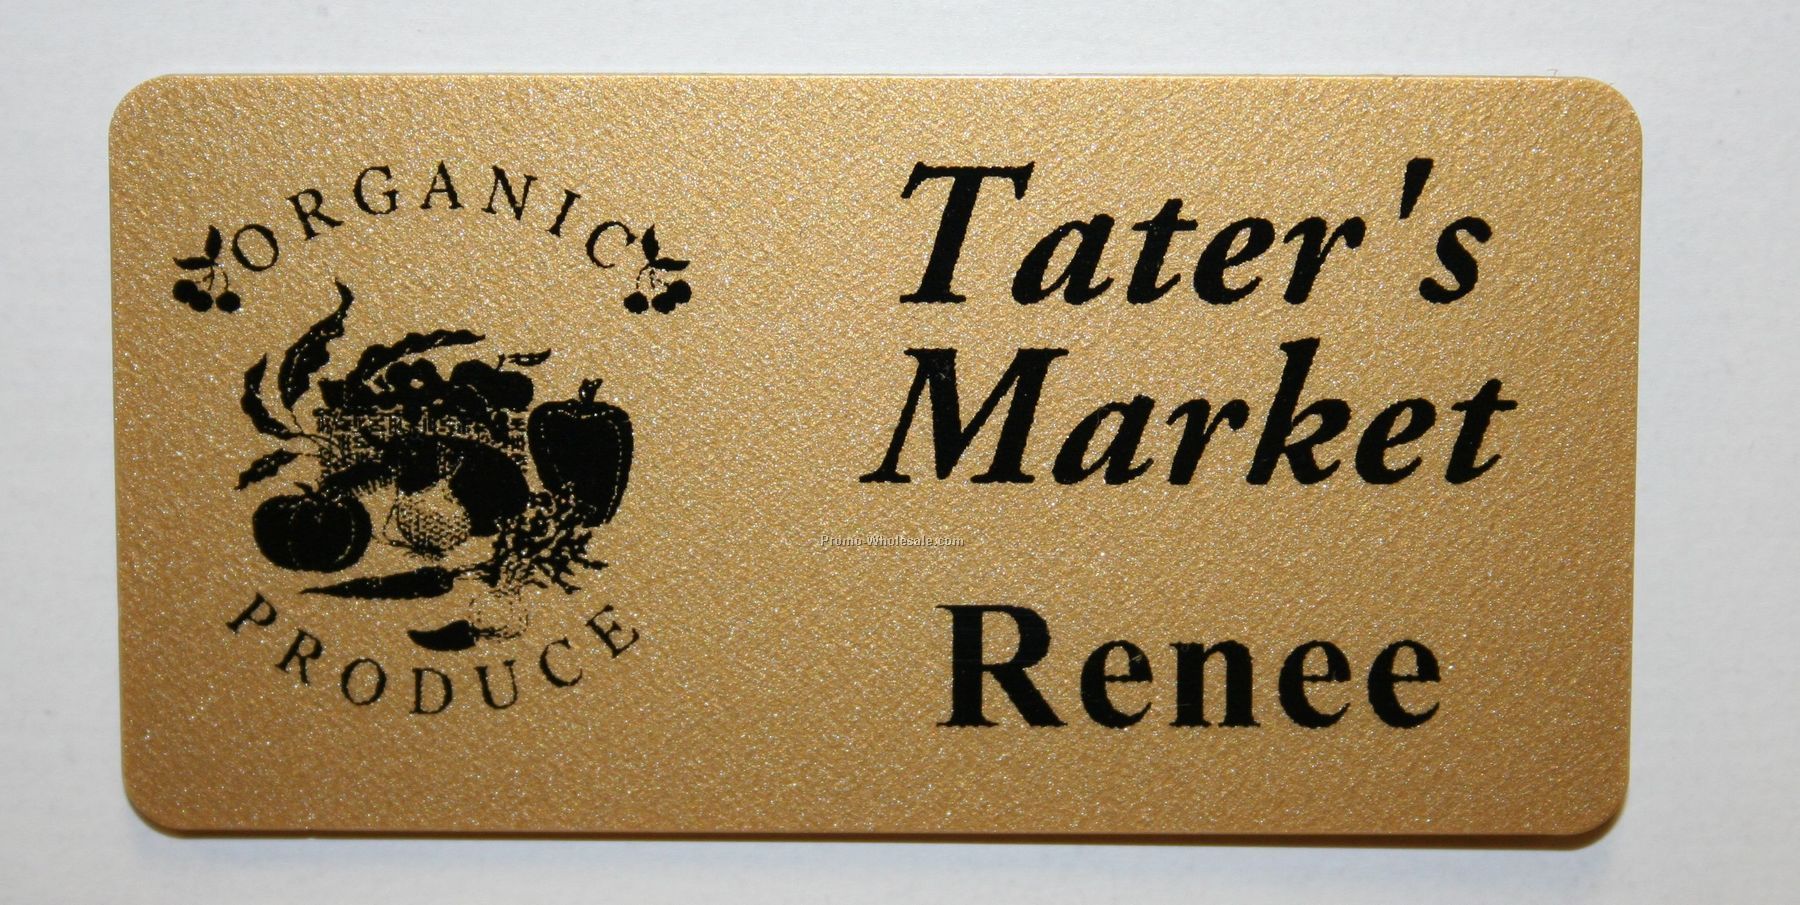 ORGANIC
PRODUCE
Tater's
Market
Renee
Promo-Wholesale.com